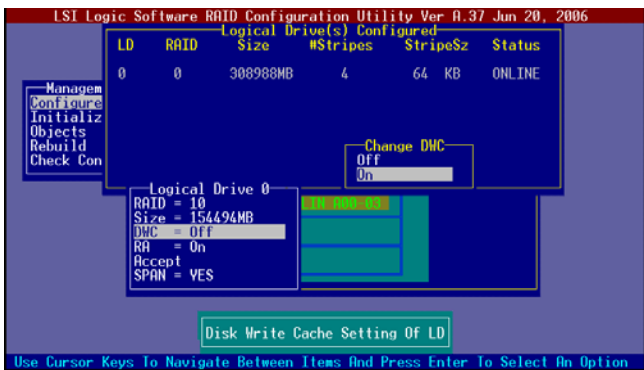 LSI Logic Software RAID Configuration Utility Ver A.37 Jun 20, 2006
Logical Drive(s) Configured
LD RAID Size #Stripes StripeSz Status
0 0 308988MB 4 64 KB ONLINE
Managem
Configure
Initializ
Objects
Rebuild
Check Con
Change DWC
Off
On
Logical Drive 0
RAID = 10
Size = 154494MB
DWC = Off
RA = On
Accept
SPAN = YES
LIN A00-03
Disk Write Cache Setting Of LD
Use Cursor Keys To Navigate Between Items And Press Enter To Select An Option